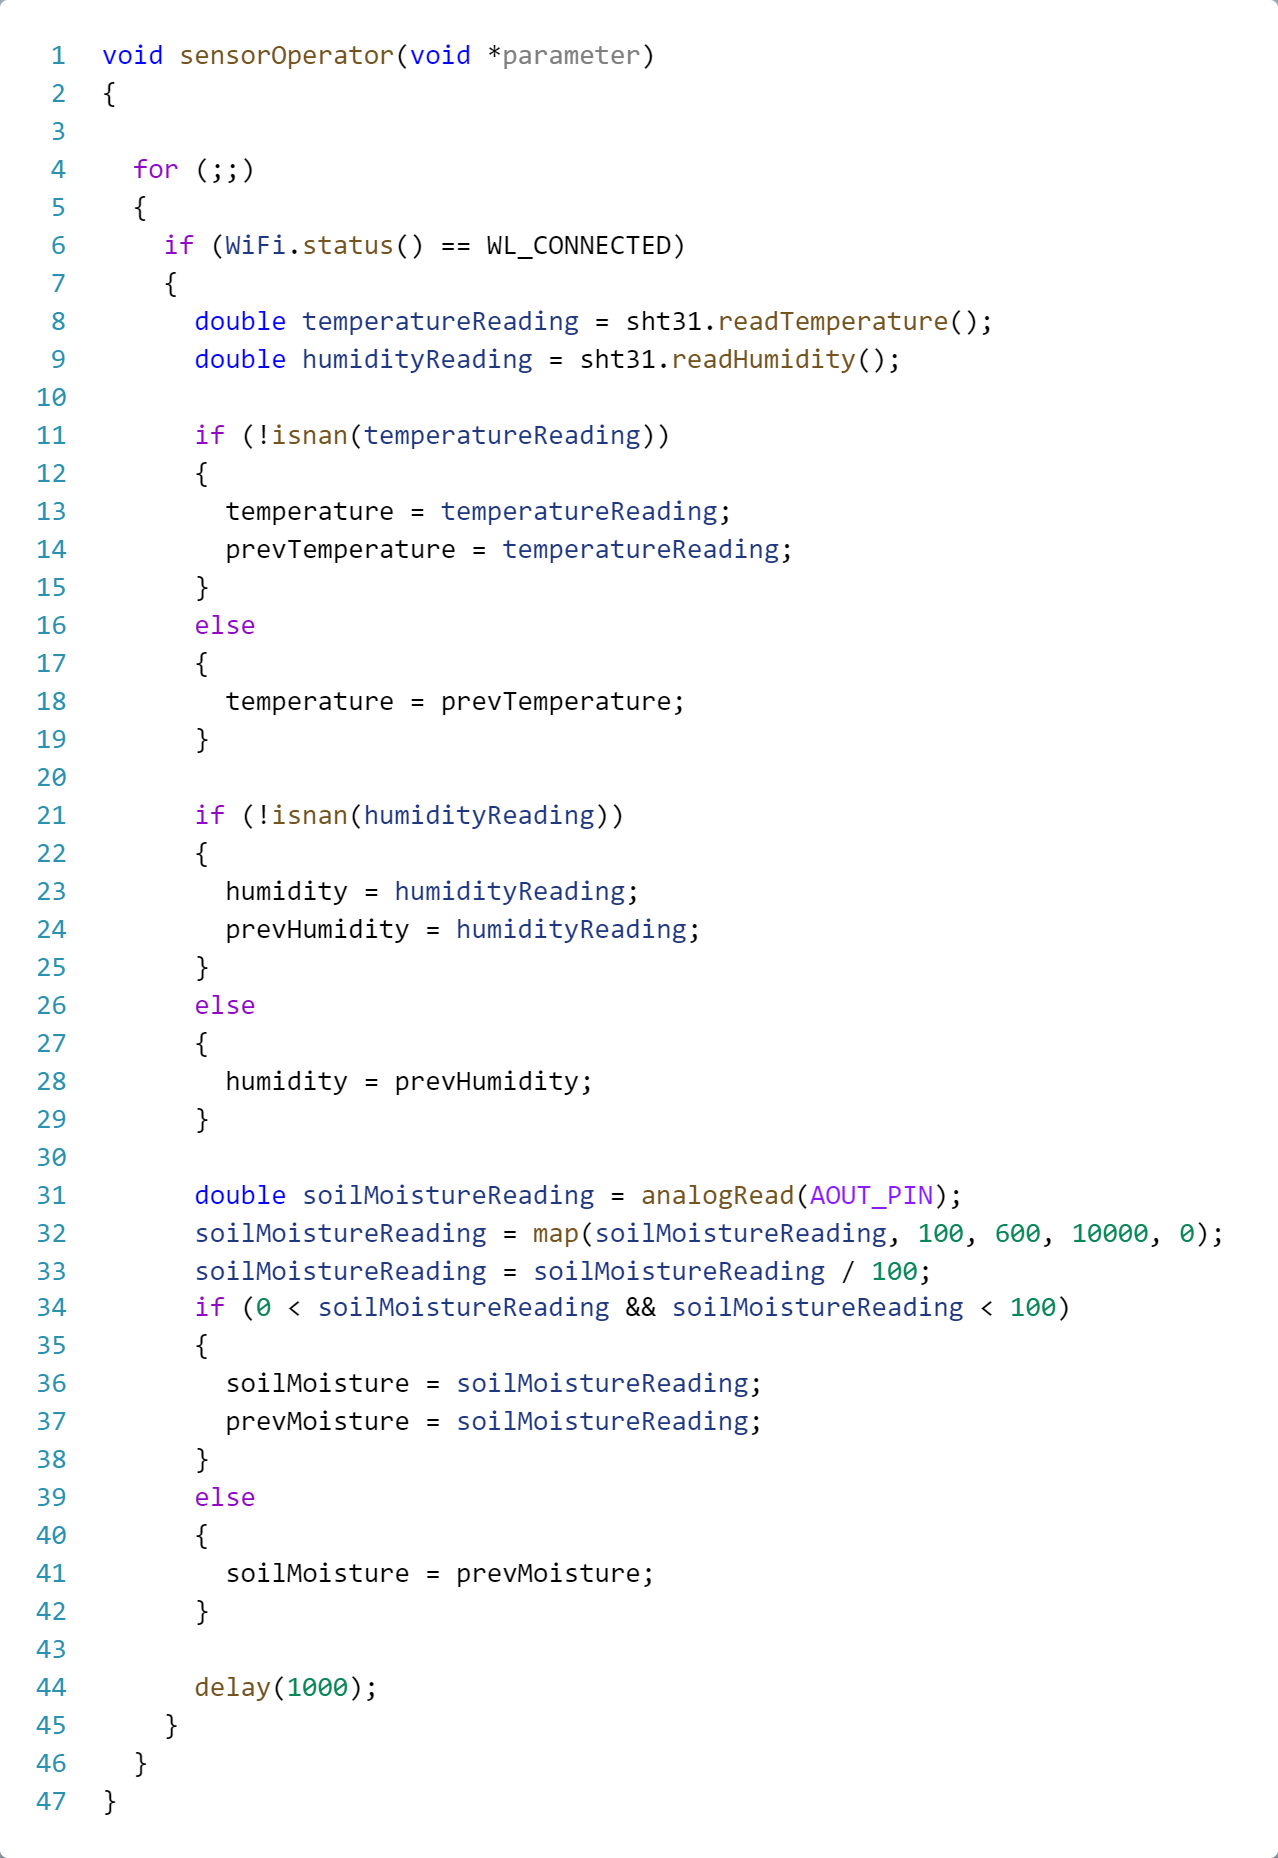 1 void sensorOperator(void *parameter)
2 {
3
4   for (;;)
5   {
6     if (WiFi.status() == WL_CONNECTED)
7     {
8       double temperatureReading = sht31.readTemperature();
9       double humidityReading = sht31.readHumidity();
10
11       if (!isnan(temperatureReading))
12       {
13         temperature = temperatureReading;
14         prevTemperature = temperatureReading;
15       }
16       else
17       {
18         temperature = prevTemperature;
19       }
20
21       if (!isnan(humidityReading))
22       {
23         humidity = humidityReading;
24         prevHumidity = humidityReading;
25       }
26       else
27       {
28         humidity = prevHumidity;
29       }
30
31       double soilMoistureReading = analogRead(AOUT_PIN);
32       soilMoistureReading = map(soilMoistureReading, 100, 600, 10000, 0);
33       soilMoistureReading = soilMoistureReading / 100;
34       if (0 < soilMoistureReading && soilMoistureReading < 100)
35       {
36         soilMoisture = soilMoistureReading;
37         prevMoisture = soilMoistureReading;
38       }
39       else
40       {
41         soilMoisture = prevMoisture;
42       }
43
44       delay(1000);
45     }
46   }
47 }